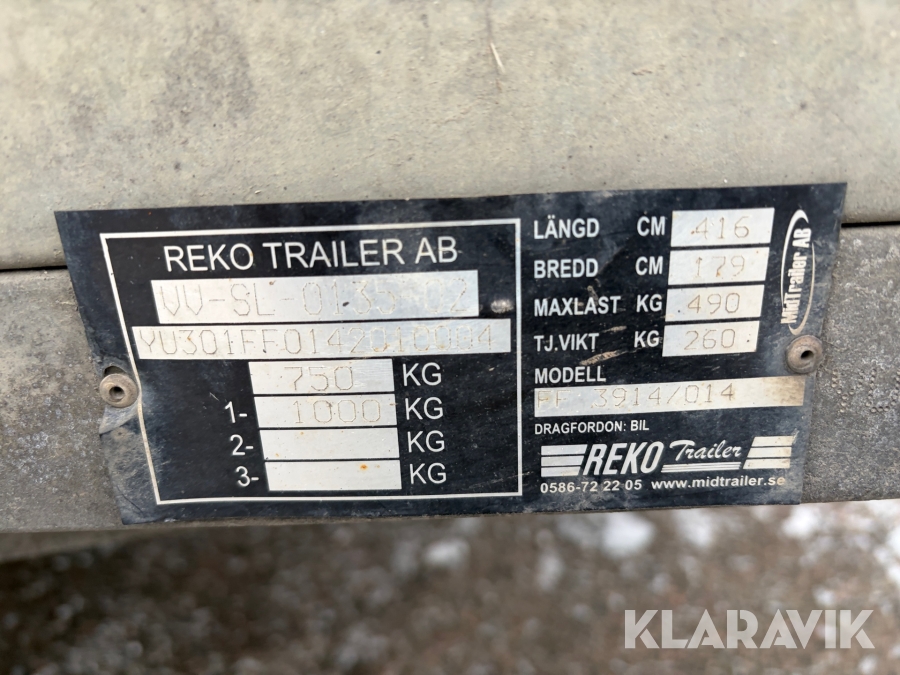 REKO TRAILER AB
750 KG
1- 1000 KG
2- KG
3- KG
LÄNGD CM 416
BREDD CM 179
MAXLAST KG 490
TJ.VIKT KG 260
MODELL
3914/014
DRAGFORDON: BIL
REKO Trailer
0586-72 22 05 www.midtrailer.se
MidTrailer AB
KLARAVIK